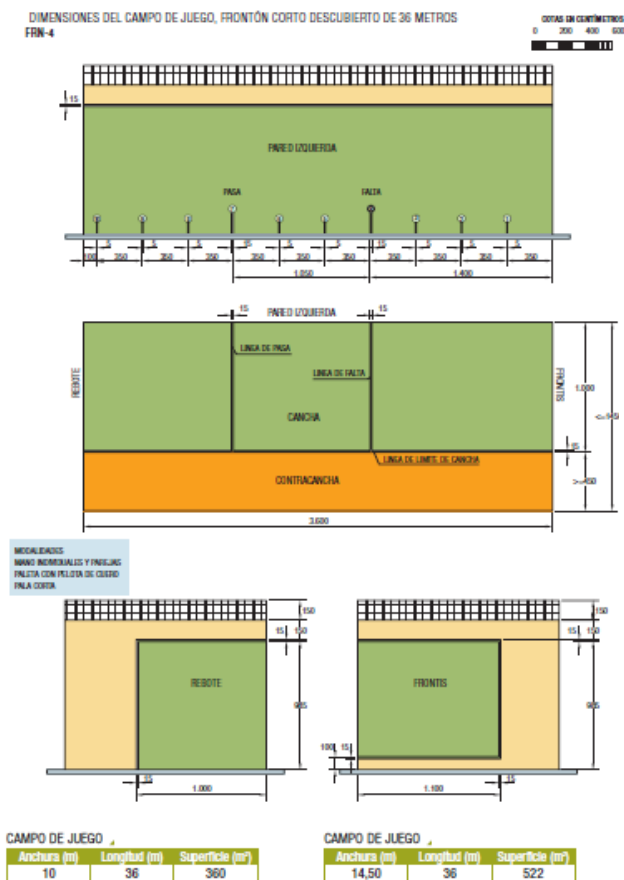 DIMENSIONES DEL CAMPO DE JUEGO, FRONTÓN CORTO DESCUBIERTO DE 36 METROS
FRN-4
COTAS EN CENTÍMETROS
0 200 400 600
15
PARED IZQUIERDA
PASA
FALTA
5 5 5 15 5 5 15 5 5 5
100 350 350 350 350 350 350 350 350 350 350
1.050
1.400
15
PARED IZQUIERDA
15
LINEA DE PASA
LINEA DE FALTA
REBOTE
FRONTIS
1.000
CANCHA
15
LINEA DE LIMITE DE CANCHA
CONTRACANCHA
3.600
MODALIDADES
MANO INDIVIDUALES Y PAREJAS
PALETA CON PELOTA DE CUERO
PALA CORTA
150
15
150
REBOTE
985
15
1.000
150
15
150
FRONTIS
985
100
15
15
1.100
CAMPO DE JUEGO
Anchura (m) Longitud (m) Superficie (m²)
10 36 360
CAMPO DE JUEGO
Anchura (m) Longitud (m) Superficie (m²)
14,50 36 522